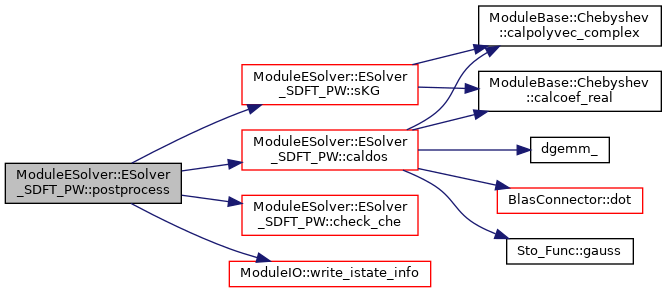 ModuleBase::Chebyshev
::calpolyvec_complex
ModuleESolver::ESolver
_SDFT_PW::sKG
ModuleBase::Chebyshev
::calcoef_real
ModuleESolver::ESolver
_SDFT_PW::caldos
dgemm_
ModuleESolver::ESolver
_SDFT_PW::postprocess
BlasConnector::dot
ModuleESolver::ESolver
_SDFT_PW::check_che
Sto_Func::gauss
ModuleIO::write_istate_info